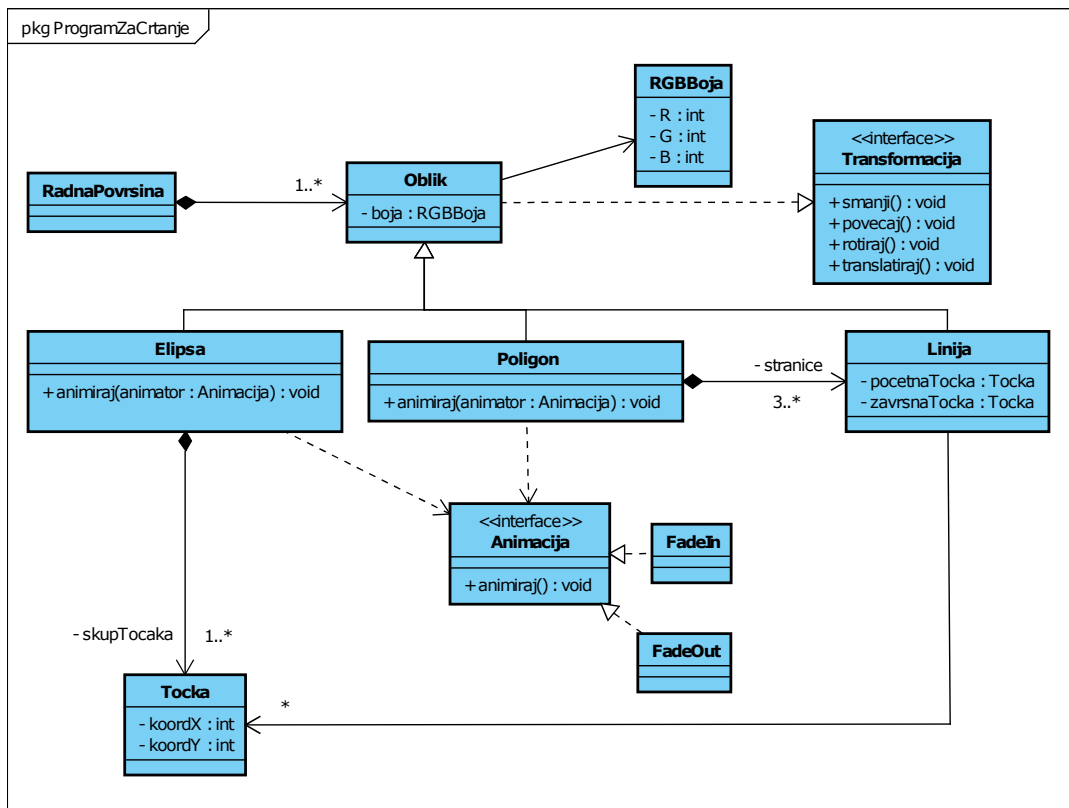 pkg ProgramZaCrtanje
RGBBoja
- R : int
- G : int
- B : int
<<interface>>
Transformacija
+ smanji() : void
+ povecaj() : void
+ rotiraj() : void
+ translatiraj() : void
RadnaPovrsina
1..*
Oblik
- boja : RGBBoja
Elipsa
+ animiraj(animator : Animacija) : void
Poligon
+ animiraj(animator : Animacija) : void
- stranice
3..*
Linija
- pocetnaTocka : Tocka
- zavrsnaTocka : Tocka
<<interface>>
Animacija
+ animiraj() : void
FadeIn
FadeOut
- skupTocaka
1..*
Tocka
- koordX : int
- koordY : int
*